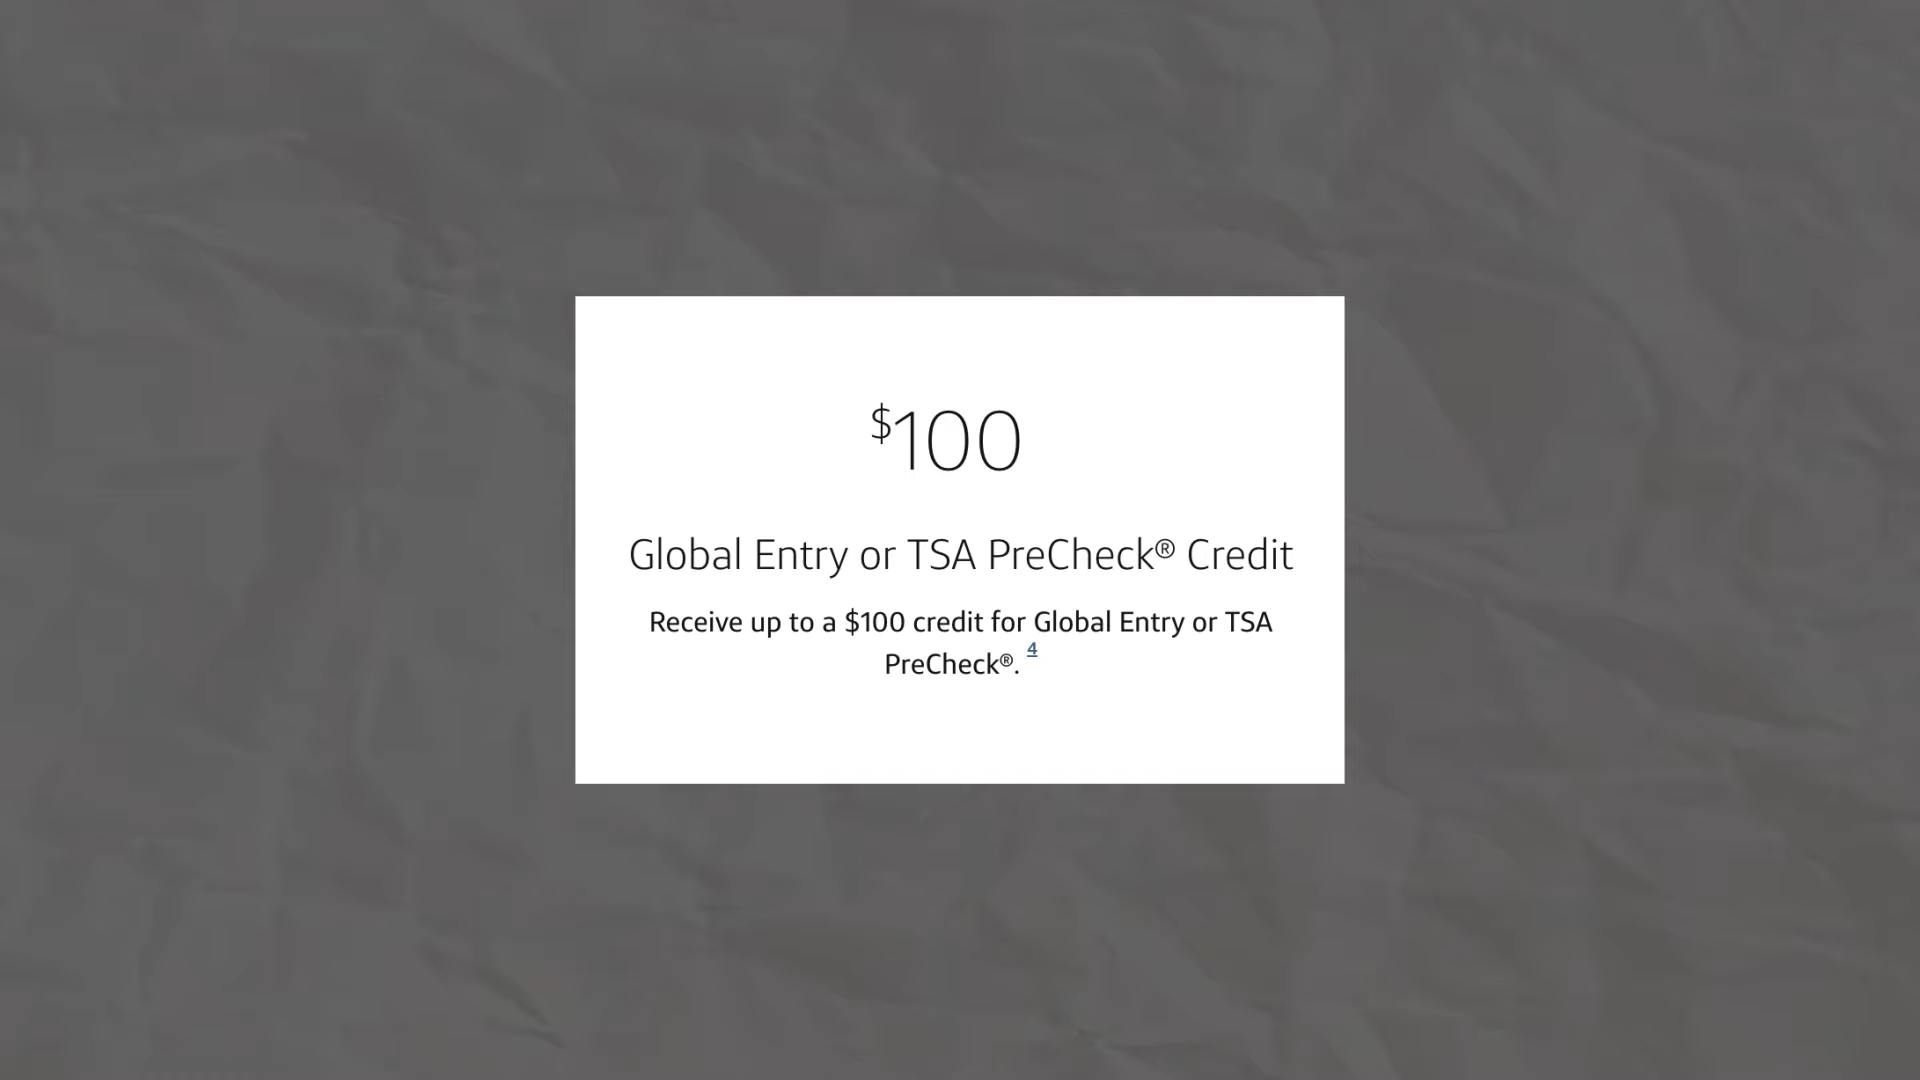 $100
Global Entry or TSA PreCheck® Credit
Receive up to a $100 credit for Global Entry or TSA
PreCheck®. 4